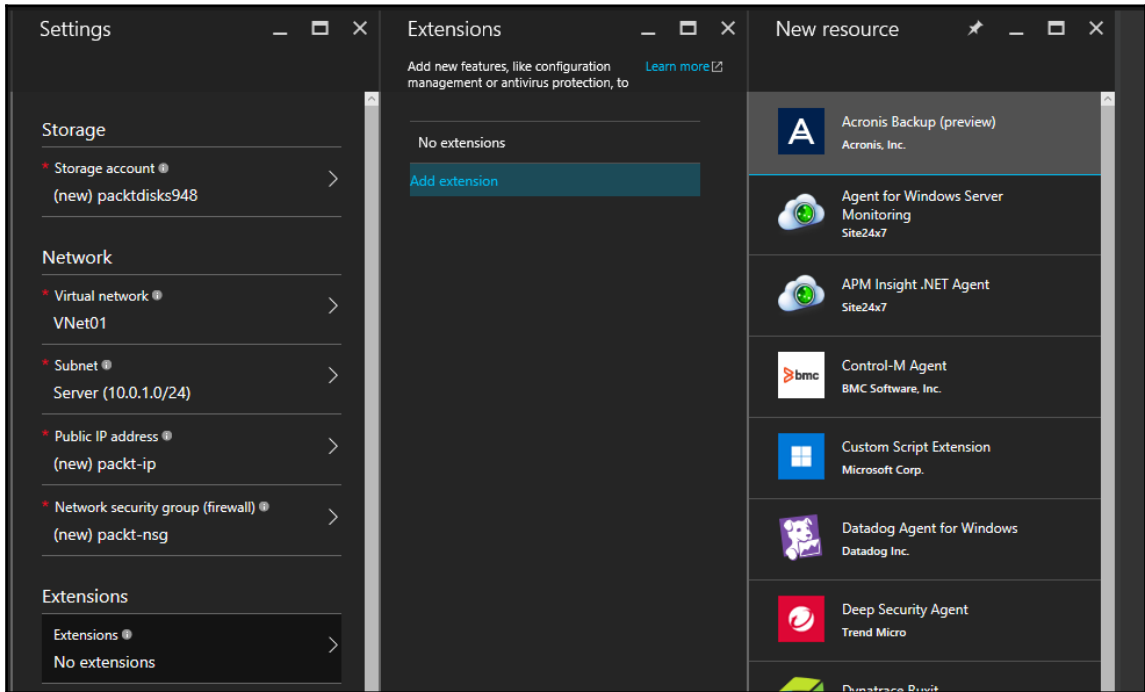 Settings
Storage
* Storage account
(new) packtdisks948
Network
* Virtual network
VNet01
* Subnet
Server (10.0.1.0/24)
* Public IP address
(new) packt-ip
* Network security group (firewall)
(new) packt-nsg
Extensions
Extensions
No extensions
Extensions
Add new features, like configuration
management or antivirus protection, to
Learn more
No extensions
Add extension
New resource
Acronis Backup (preview)
Acronis, Inc.
Agent for Windows Server
Monitoring
Site24x7
APM Insight .NET Agent
Site24x7
bmc
Control-M Agent
BMC Software, Inc.
Custom Script Extension
Microsoft Corp.
Datadog Agent for Windows
Datadog Inc.
Deep Security Agent
Trend Micro
Dynatrace Ruxit